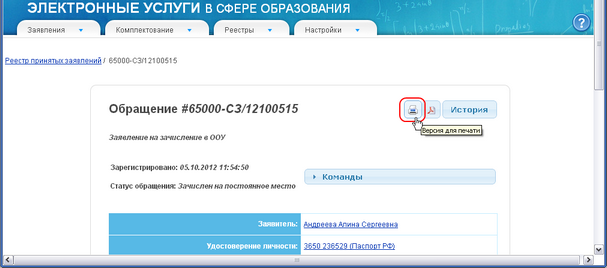 ЭЛЕКТРОННЫЕ УСЛУГИ В СФЕРЕ ОБРАЗОВАНИЯ
Заявления Комплектование Реестры Настройки ?
Реестр принятых заявлений / 65000-СЗ/12100515
Обращение #65000-СЗ/12100515 История
Версия для печати
Заявление на зачисление в ООУ
Зарегистрировано: 05.10.2012 11:54:50
Команды
Статус обращения: Зачислен на постоянное место
Заявитель: Андреева Алина Сергеевна
Удостоверение личности: 3650 236529 (Паспорт РФ)